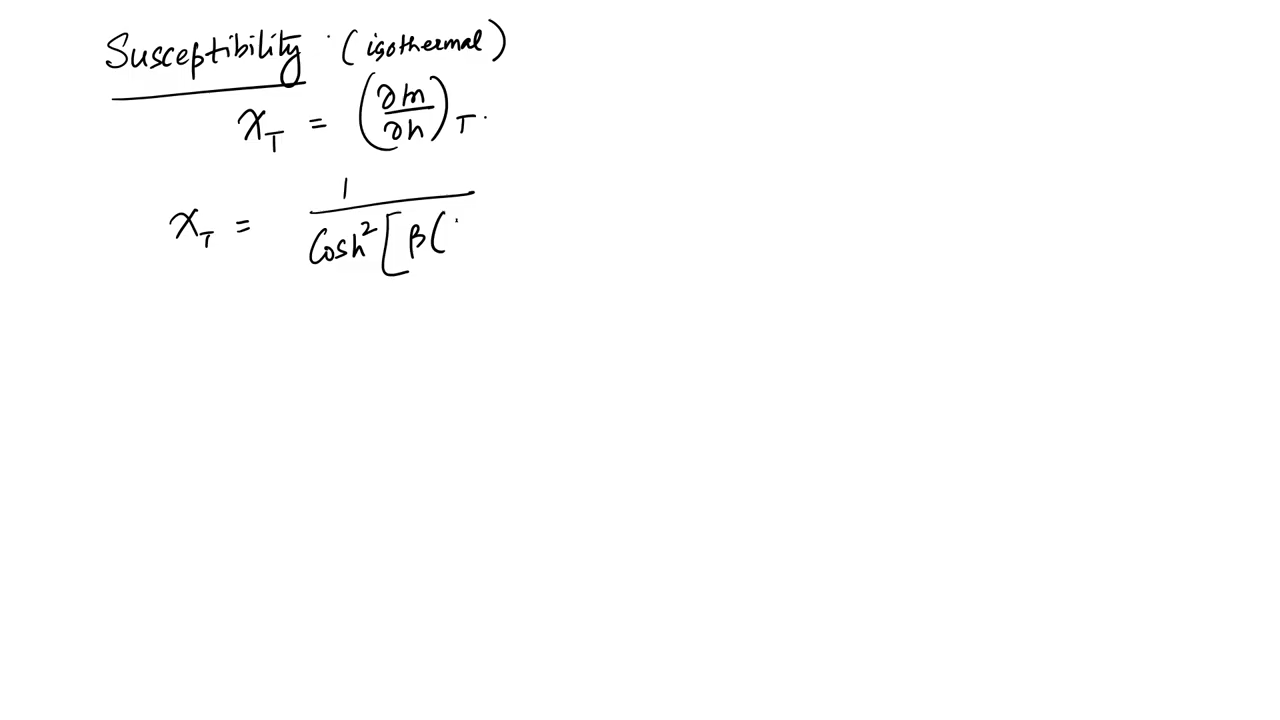 Susceptibility (isothermal)
χ_T = (∂m/∂h)_T.
χ_T = 1/Cosh²[β(